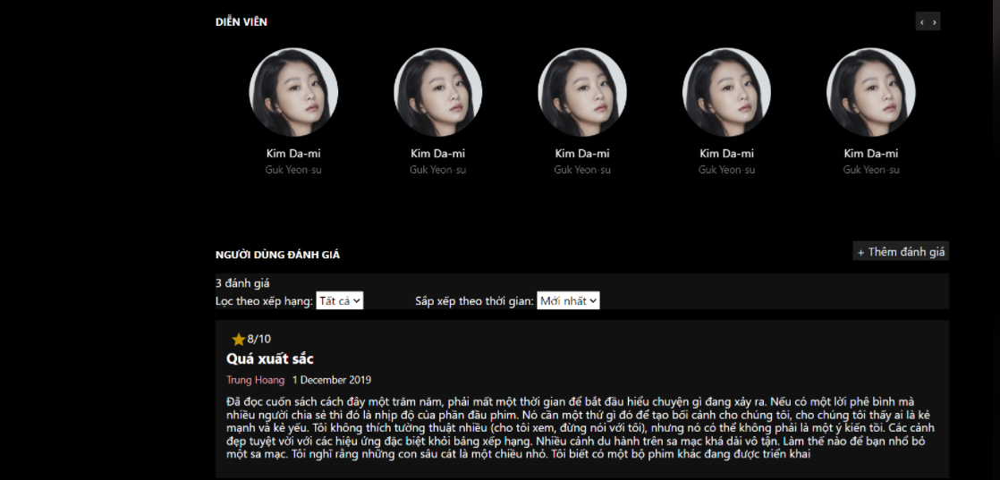 DIỄN VIÊN
‹ ›
Kim Da-mi Kim Da-mi Kim Da-mi Kim Da-mi Kim Da-mi
Guk Yeon-su Guk Yeon-su Guk Yeon-su Guk Yeon-su Guk Yeon-su
NGƯỜI DÙNG ĐÁNH GIÁ
+ Thêm đánh giá
3 đánh giá
Lọc theo xếp hạng: Tất cả Sắp xếp theo thời gian: Mới nhất
8/10
Quá xuất sắc
Trung Hoang 1 December 2019
Đã đọc cuốn sách cách đây một trăm năm, phải mất một thời gian để bắt đầu hiểu chuyện gì đang xảy ra. Nếu có một lời phê bình mà
nhiều người chia sẻ thì đó là nhịp độ của phần đầu phim. Nó cần một thứ gì đó để tạo bối cảnh cho chúng tôi, cho chúng tôi thấy ai là kẻ
mạnh và kẻ yếu. Tôi không thích tường thuật nhiều (cho tôi xem, đừng nói với tôi), nhưng nó có thể không phải là một ý kiến tồi. Các cảnh
đẹp tuyệt vời với các hiệu ứng đặc biệt khỏi bảng xếp hạng. Nhiều cảnh du hành trên sa mạc khá dài vô tận. Làm thế nào để bạn nhổ bỏ
một sa mạc. Tôi nghĩ rằng những con sâu cát là một chiều nhỏ. Tôi biết có một bộ phim khác đang được triển khai